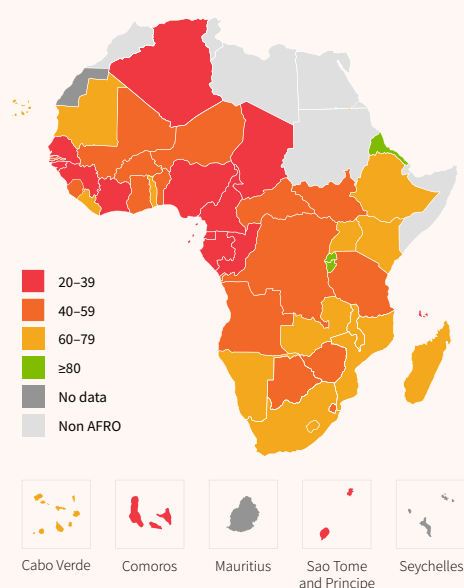 20–39
40–59
60–79
≥80
No data
Non AFRO
Cabo Verde
Comoros
Mauritius
Sao Tome
and Principe
Seychelles